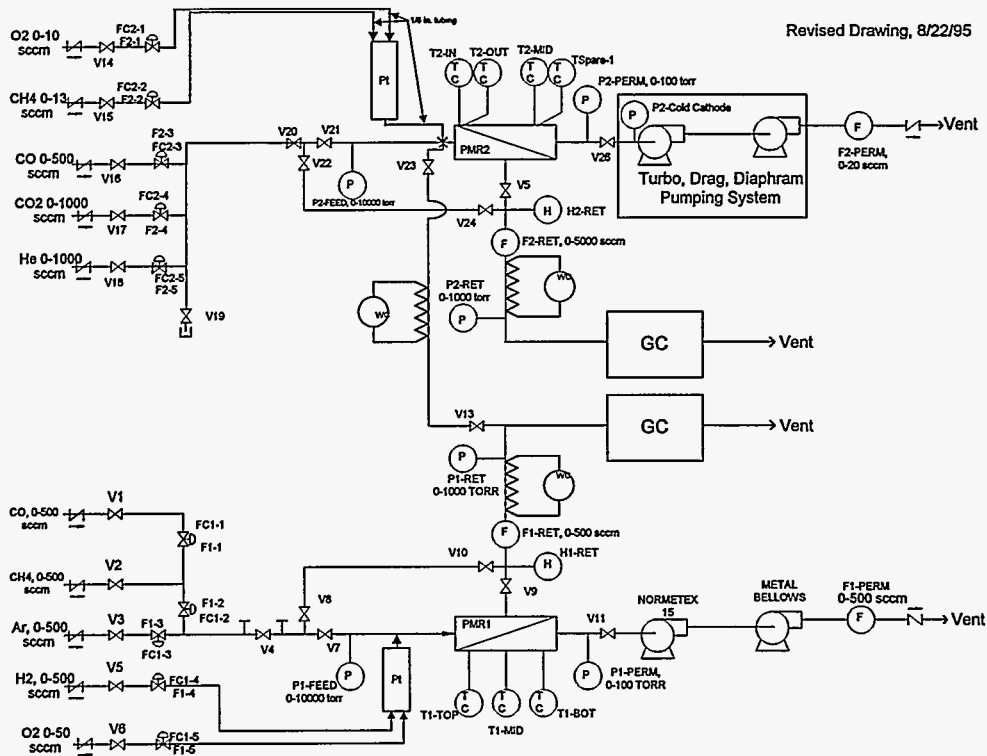 Revised Drawing, 8/22/95
O2 0-10
sccm
V14
FC2-1
F2-1
1/8 in. tubing
Pt
CH4 0-13
sccm
V15
FC2-2
F2-2
T2-IN
T2-OUT
T2-MID
TSpare-1
T
C
T
C
T
C
T
C
P2-PERM, 0-100 torr
P
P2-Cold Cathode
P
F
Vent
F2-PERM,
0-20 sccm
Turbo, Drag, Diaphram
Pumping System
V26
PMR2
CO 0-500
sccm
V16
F2-3
FC2-3
V20
V21
V22
V23
P
P2-FEED, 0-10000 torr
V5
V24
H
H2-RET
CO2 0-1000
sccm
V17
FC2-4
F2-4
F
F2-RET, 0-5000 sccm
He 0-1000
sccm
V18
FC2-5
F2-5
V19
WC
P2-RET
0-1000 torr
P
WC
GC
Vent
V13
GC
Vent
P
P1-RET
0-1000 TORR
WC
F
F1-RET, 0-500 sccm
V1
CO, 0-500
sccm
FC1-1
F1-1
V10
H1-RET
H
V2
CH4, 0-500
sccm
F1-2
FC1-2
V8
V9
V3
Ar, 0-500
sccm
F1-3
FC1-3
V4
V7
PMR1
V11
NORMETEX
15
METAL
BELLOWS
F1-PERM
0-500 sccm
F
Vent
P
P1-FEED
0-10000 torr
Pt
P
P1-PERM,
0-100 TORR
V5
H2, 0-500
sccm
FC1-4
F1-4
T
C
T
C
T
C
T1-TOP
T1-MID
T1-BOT
V6
O2 0-50
sccm
FC1-5
F1-5